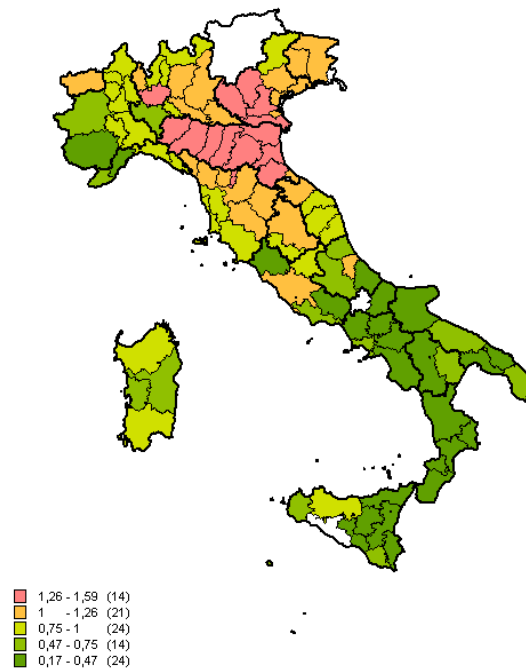 1,26 - 1,59 (14)
1 - 1,26 (21)
0,75 - 1 (24)
0,47 - 0,75 (14)
0,17 - 0,47 (24)